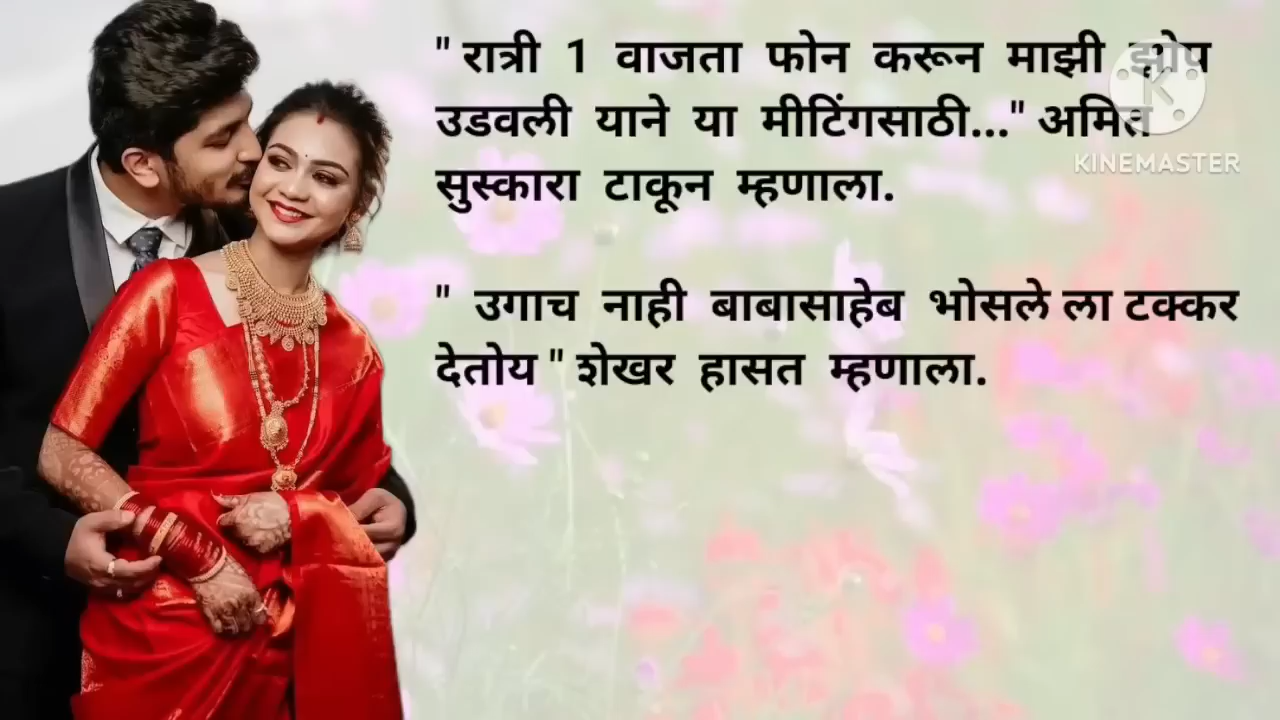 " रात्री 1 वाजता फोन करून माझी झोप
उडवली याने या मीटिंगसाठी..." अमित
सुस्कारा टाकून म्हणाला.
" उगाच नाही बाबासाहेब भोसले ला टक्कर
देतोय " शेखर हासत म्हणाला.
K
KINEMASTER